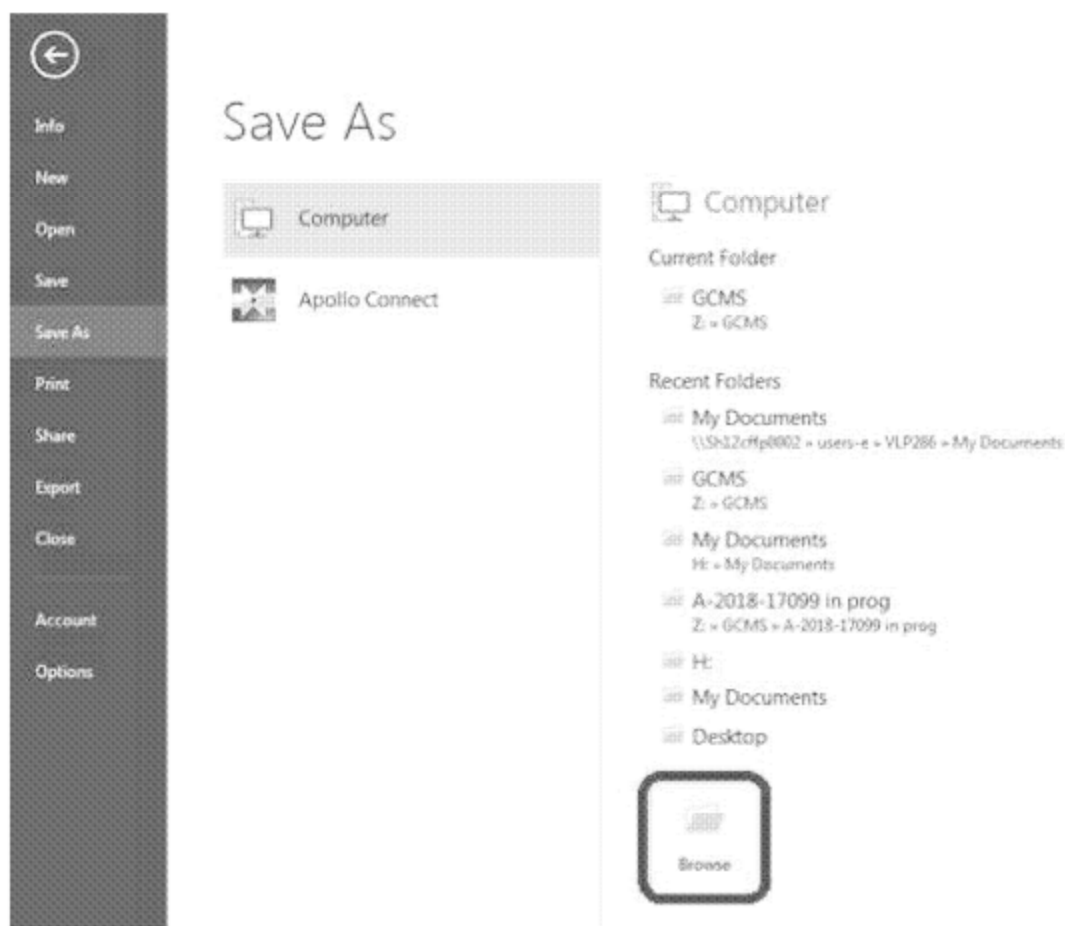 Info
New
Open
Save
Save As
Print
Share
Export
Close
Account
Options
Save As
Computer
Apollo Connect
Computer
Current Folder
GCMS
Z: » GCMS
Recent Folders
My Documents
» users-e » VLP286 » My Documents
GCMS
Z: » GCMS
My Documents
H: » My Documents
A-2018-17099 in prog
Z: » GCMS » A-2018-17099 in prog
H:
My Documents
Desktop
Browse